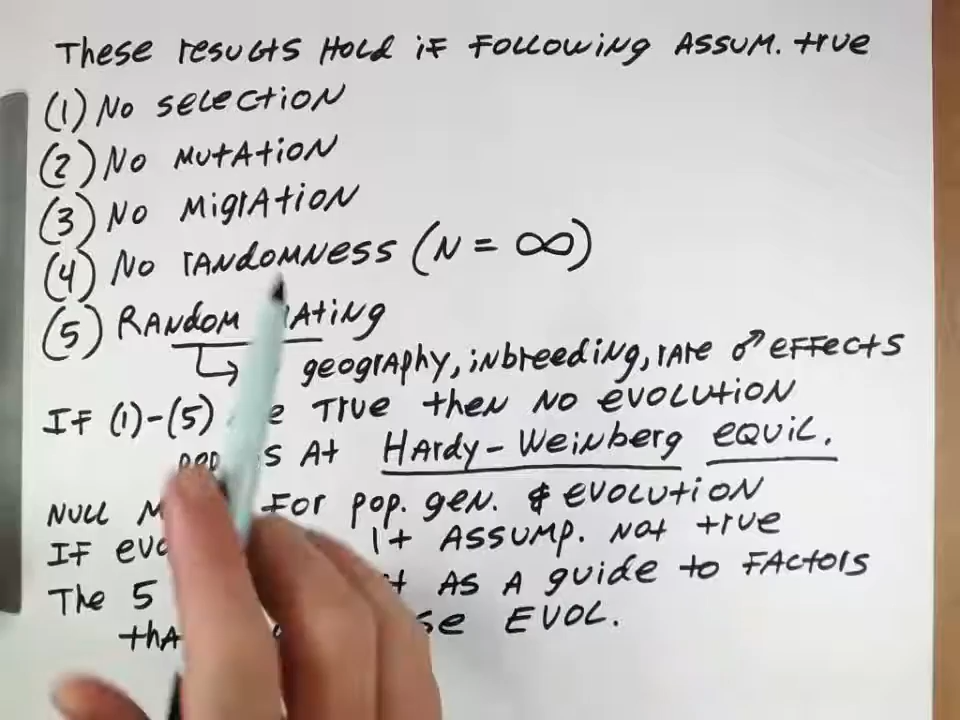 These results Hold if Following Assum. true
(1) No selection
(2) No Mutation
(3) No Migration
(4) No randomness (N = ∞)
(5) Random
↳ geography, inbreeding, rare ♂ effects
If (1)-(5) True then No evolution
At Hardy-Weinberg equil.
Null For pop. gen. & evolution
If 1+ Assump. Not true
The 5 As A guide to Factors
Evol.